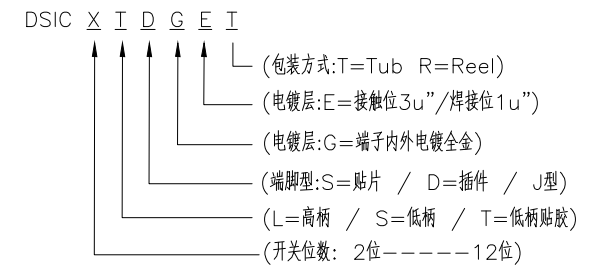 DSIC X T D G E T
(包装方式:T=Tub R=Reel)
(电镀层:E=接触位3u"/焊接位1u")
(电镀层:G=端子内外电镀全金)
(端脚型:S=贴片 / D=插件 / J型)
(L=高柄 / S=低柄 / T=低柄贴胶)
(开关位数: 2位-----12位)